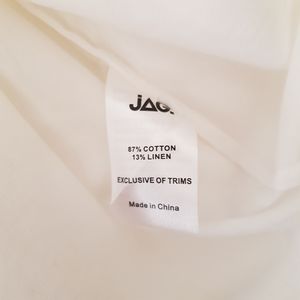 JAG.
87% COTTON
13% LINEN
EXCLUSIVE OF TRIMS
Made in China